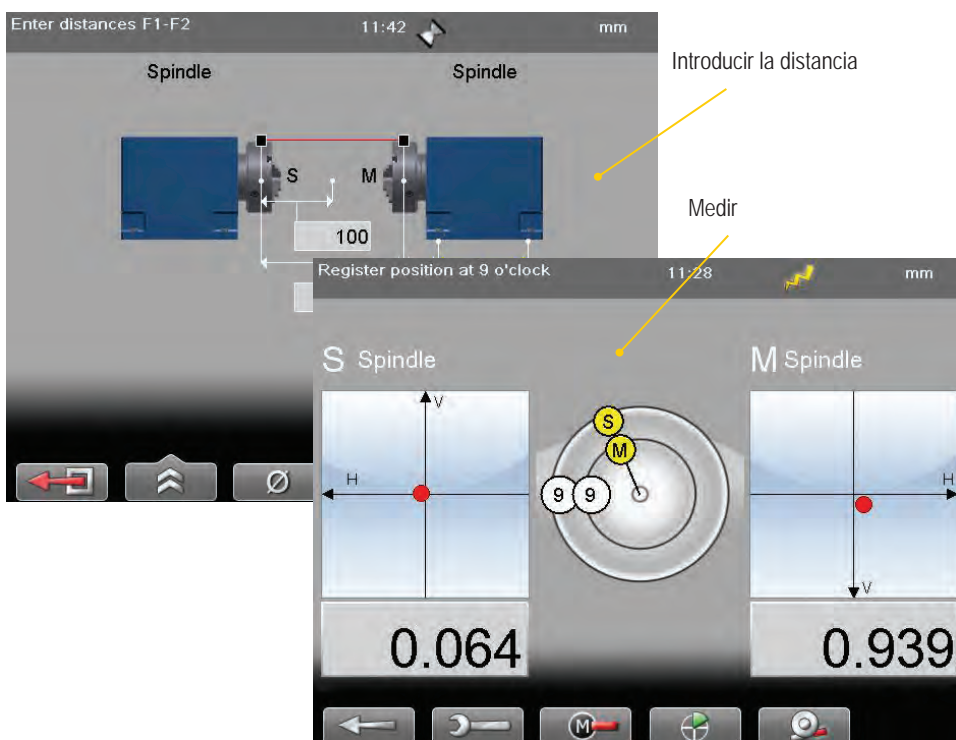 Enter distances F1-F2 11:42 mm
Spindle Spindle
Introducir la distancia
S M
100
Medir
Register position at 9 o'clock 11:28 mm
S Spindle M Spindle
V
S
M
H 9 9 H
V
0.064 0.939
M